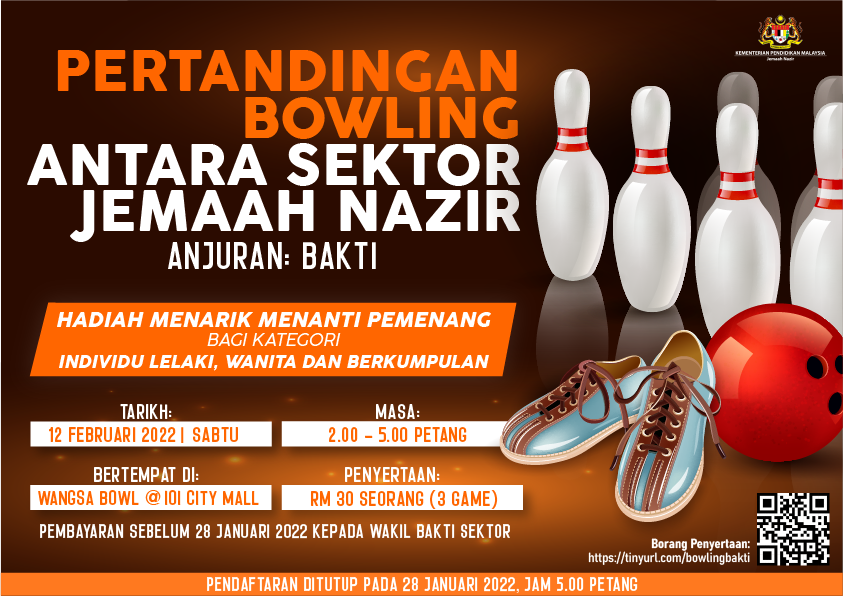 KEMENTERIAN PENDIDIKAN MALAYSIA
Jemaah Nazir
PERTANDINGAN
BOWLING
ANTARA SEKTOR
JEMAAH NAZIR
ANJURAN: BAKTI
HADIAH MENARIK MENANTI PEMENANG
BAGI KATEGORI
INDIVIDU LELAKI, WANITA DAN BERKUMPULAN
TARIKH:
12 FEBRUARI 2022 | SABTU
MASA:
2.00 – 5.00 PETANG
BERTEMPAT DI:
WANGSA BOWL @ IOI CITY MALL
PENYERTAAN:
RM 30 SEORANG (3 GAME)
PEMBAYARAN SEBELUM 28 JANUARI 2022 KEPADA WAKIL BAKTI SEKTOR
Borang Penyertaan:
https://tinyurl.com/bowlingbakti
PENDAFTARAN DITUTUP PADA 28 JANUARI 2022, JAM 5.00 PETANG